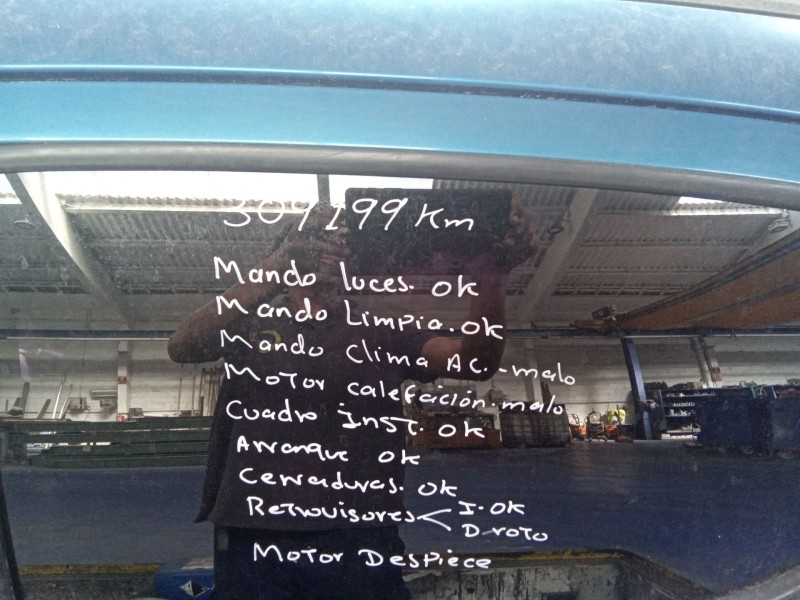 309199 Km
Mando luces. ok
Mando Limpia. ok
Mando Clima AC.-malo
Motor calefación.malo
Cuadro Inst. ok
Arranque ok
Cerraduras. ok
Retrovisores < I. ok
D roto
Motor Despiece